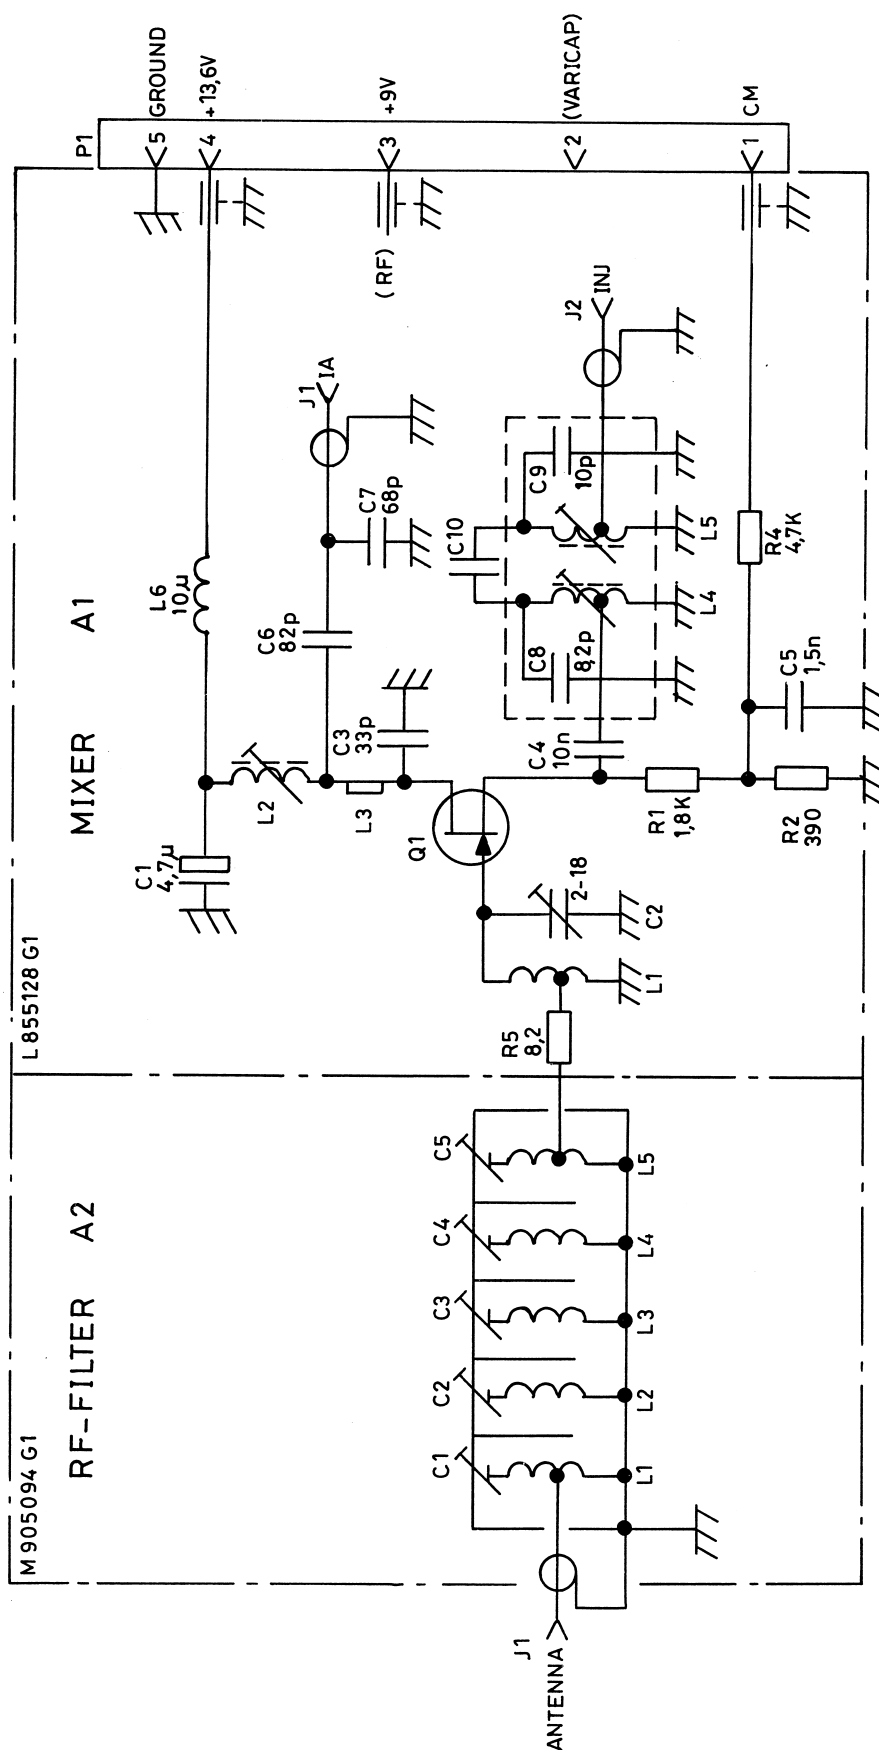 M 905094 G1
RF-FILTER A2
L 855128 G1
MIXER A1
P1
5 GROUND
4 +13,6V
3 +9V
2 (VARICAP)
1 CM
(RF)
L6
10µ
C1
4,7µ
L2
C6
82p
J1 IA
C7
68p
C3
33p
L3
Q1
C10
C9
10p
J2 INJ
C8
8,2p
L4
L5
C4
10n
R4
4,7K
C5
1,5n
R1
1,8K
R2
390
2-18
C2
L1
R5
8,2
C1
C2
C3
C4
C5
L1
L2
L3
L4
L5
J1
ANTENNA